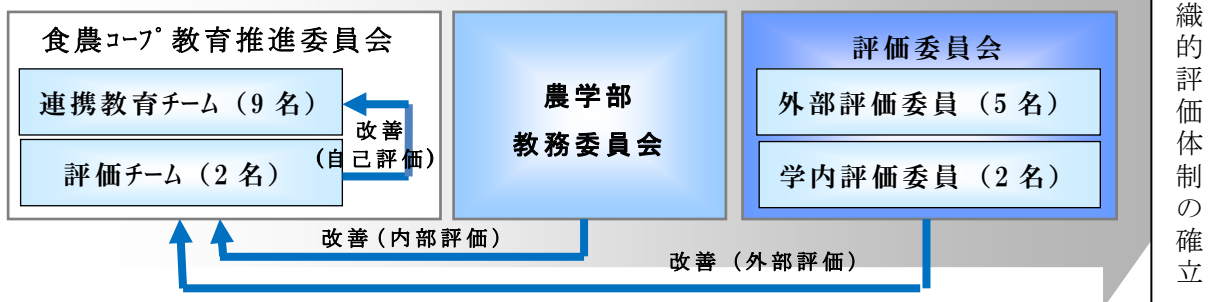 食農コープ教育推進委員会
連携教育チーム（9名）
改善
（自己評価）
評価チーム（2名）
農学部
教務委員会
評価委員会
外部評価委員（5名）
学内評価委員（2名）
改善（内部評価）
改善（外部評価）
織的評価体制の確立